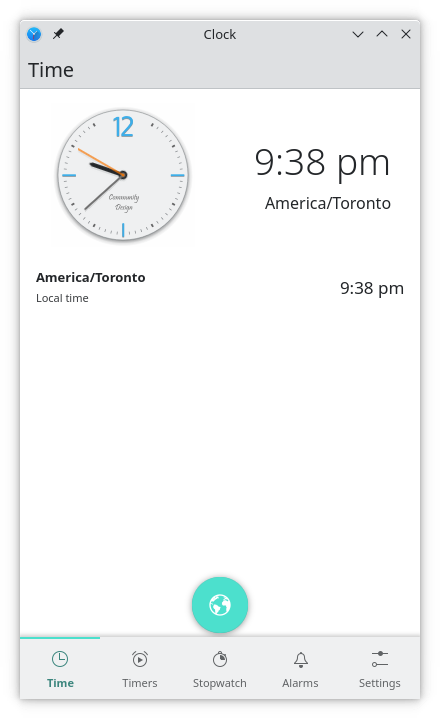 Clock
Time
12
Community
Design
9:38 pm
America/Toronto
America/Toronto
Local time
9:38 pm
Time
Timers
Stopwatch
Alarms
Settings